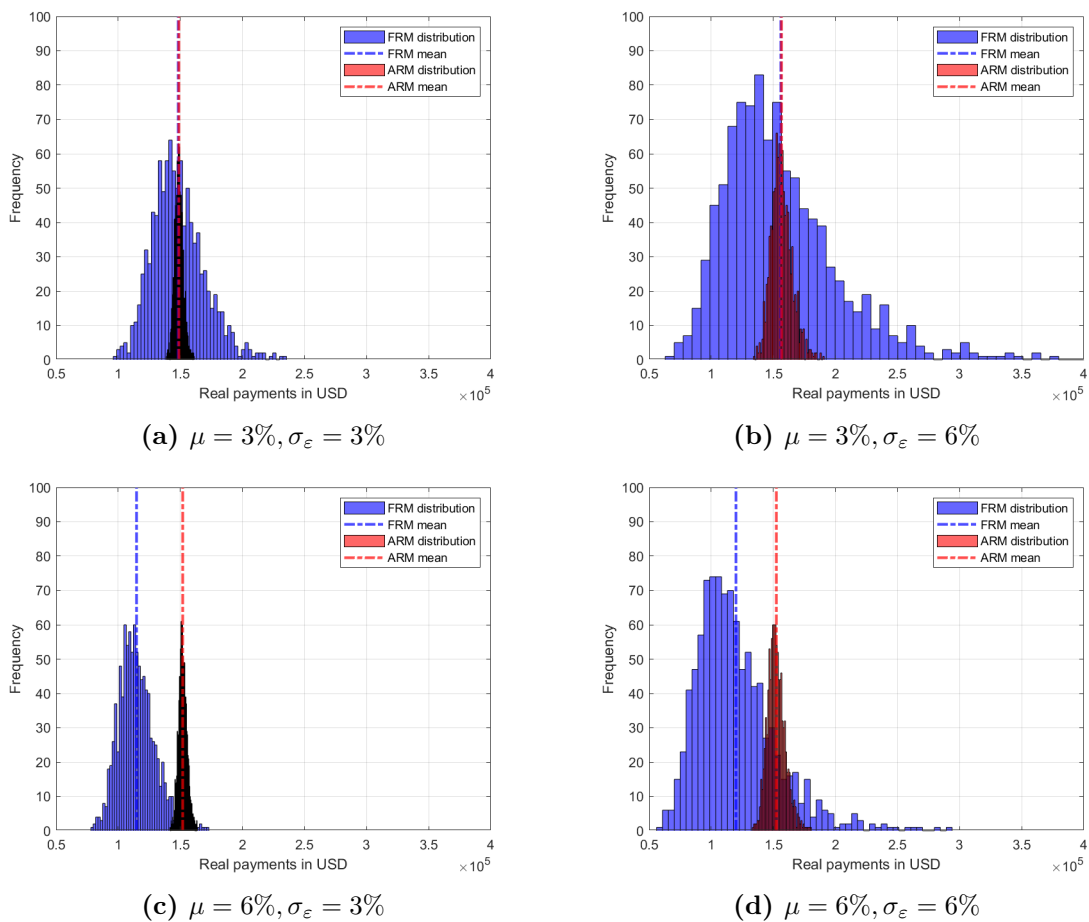 100
90
80
70
60
50
40
30
20
10
0
Frequency
FRM distribution
FRM mean
ARM distribution
ARM mean
0.5 1 1.5 2 2.5 3 3.5 4
Real payments in USD
×10⁵
(a) μ = 3%, σ_ε = 3%
100
90
80
70
60
50
40
30
20
10
0
Frequency
FRM distribution
FRM mean
ARM distribution
ARM mean
0.5 1 1.5 2 2.5 3 3.5 4
Real payments in USD
×10⁵
(b) μ = 3%, σ_ε = 6%
100
90
80
70
60
50
40
30
20
10
0
Frequency
FRM distribution
FRM mean
ARM distribution
ARM mean
0.5 1 1.5 2 2.5 3 3.5 4
Real payments in USD
×10⁵
(c) μ = 6%, σ_ε = 3%
100
90
80
70
60
50
40
30
20
10
0
Frequency
FRM distribution
FRM mean
ARM distribution
ARM mean
0.5 1 1.5 2 2.5 3 3.5 4
Real payments in USD
×10⁵
(d) μ = 6%, σ_ε = 6%